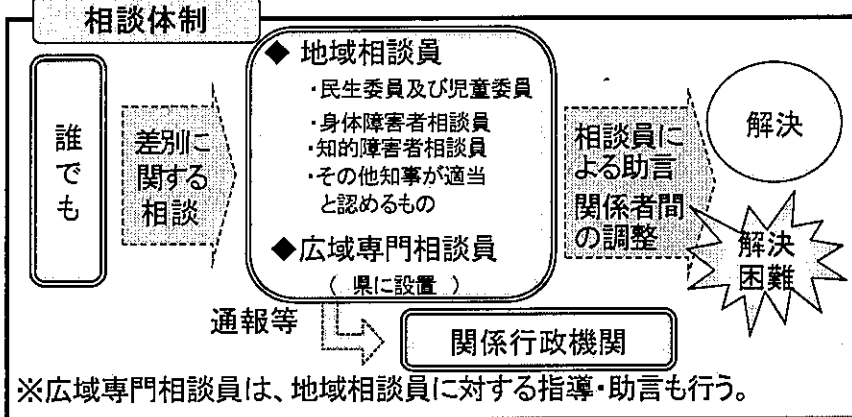 相談体制
誰でも
差別に
関する
相談
◆ 地域相談員
・民生委員及び児童委員
・身体障害者相談員
・知的障害者相談員
・その他知事が適当
と認めるもの
◆広域専門相談員
（ 県に設置 ）
相談員に
よる助言
関係者間
の調整
解決
解決
困難
通報等
関係行政機関
※広域専門相談員は、地域相談員に対する指導・助言も行う。